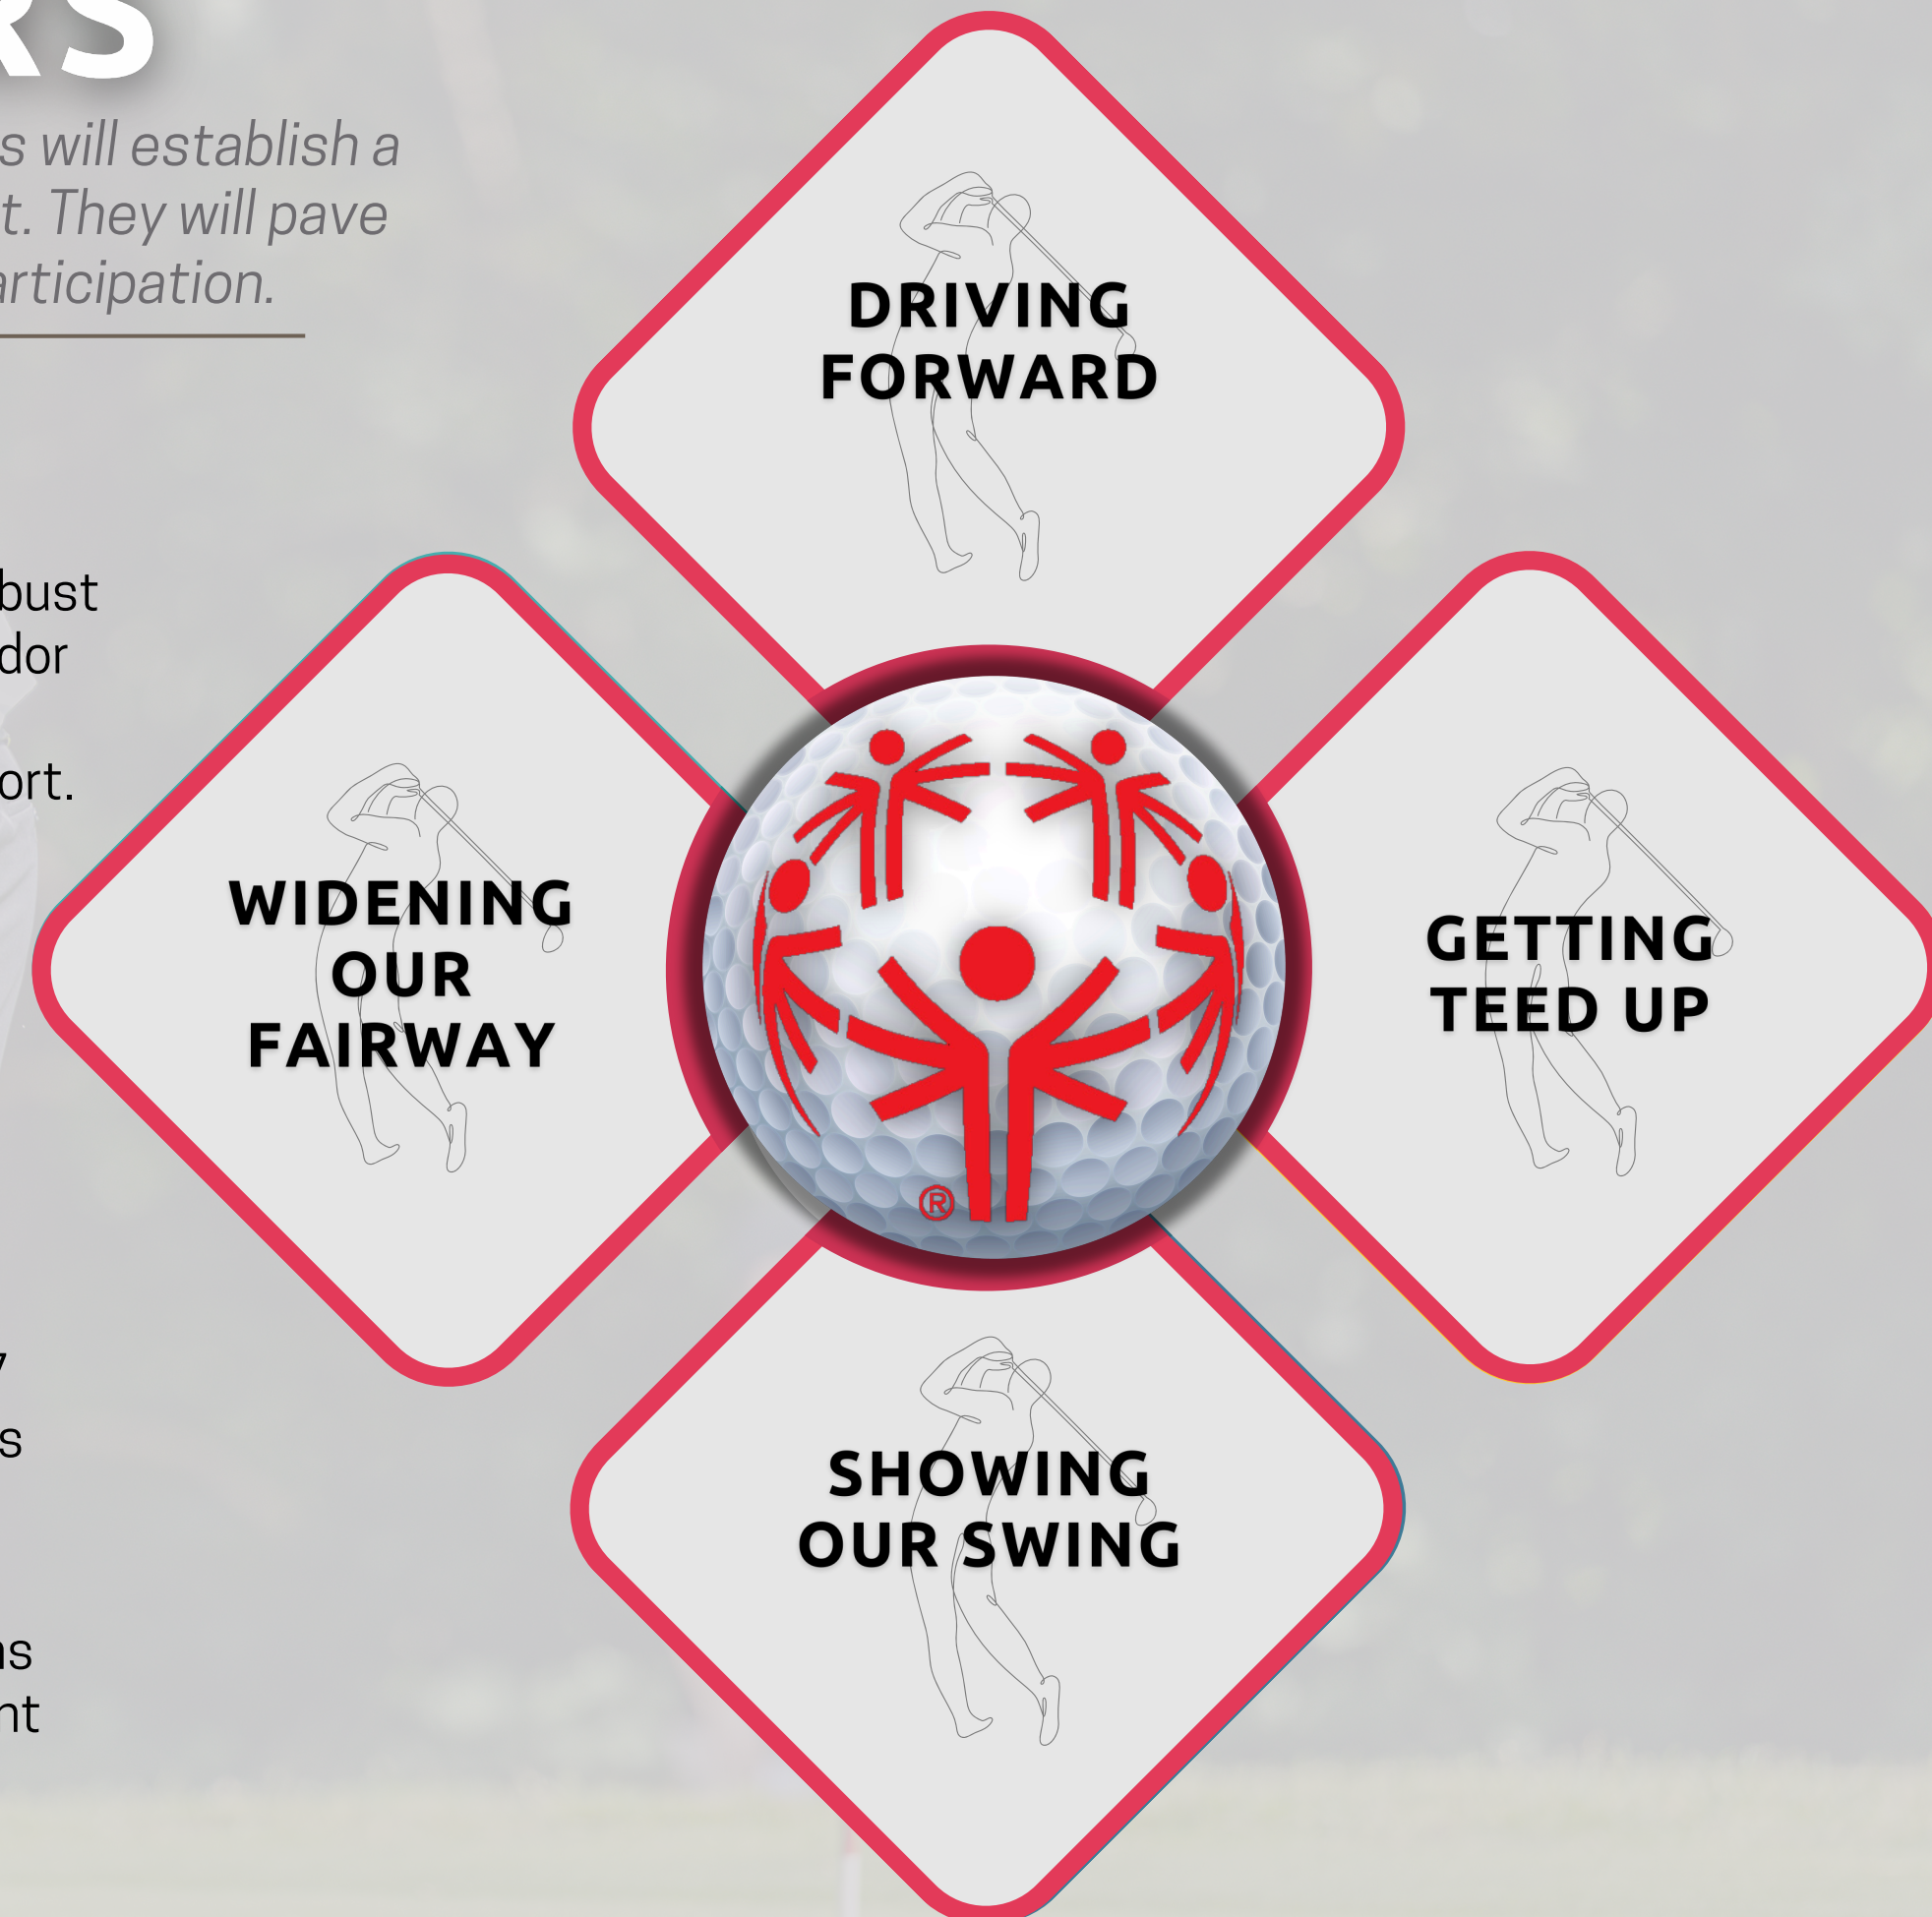 RS
s will establish a
t. They will pave
articipation.
bust
dor
ort.
s
ns
nt
DRIVING
FORWARD
WIDENING
OUR
FAIRWAY
GETTING
TEED UP
SHOWING
OUR SWING
®